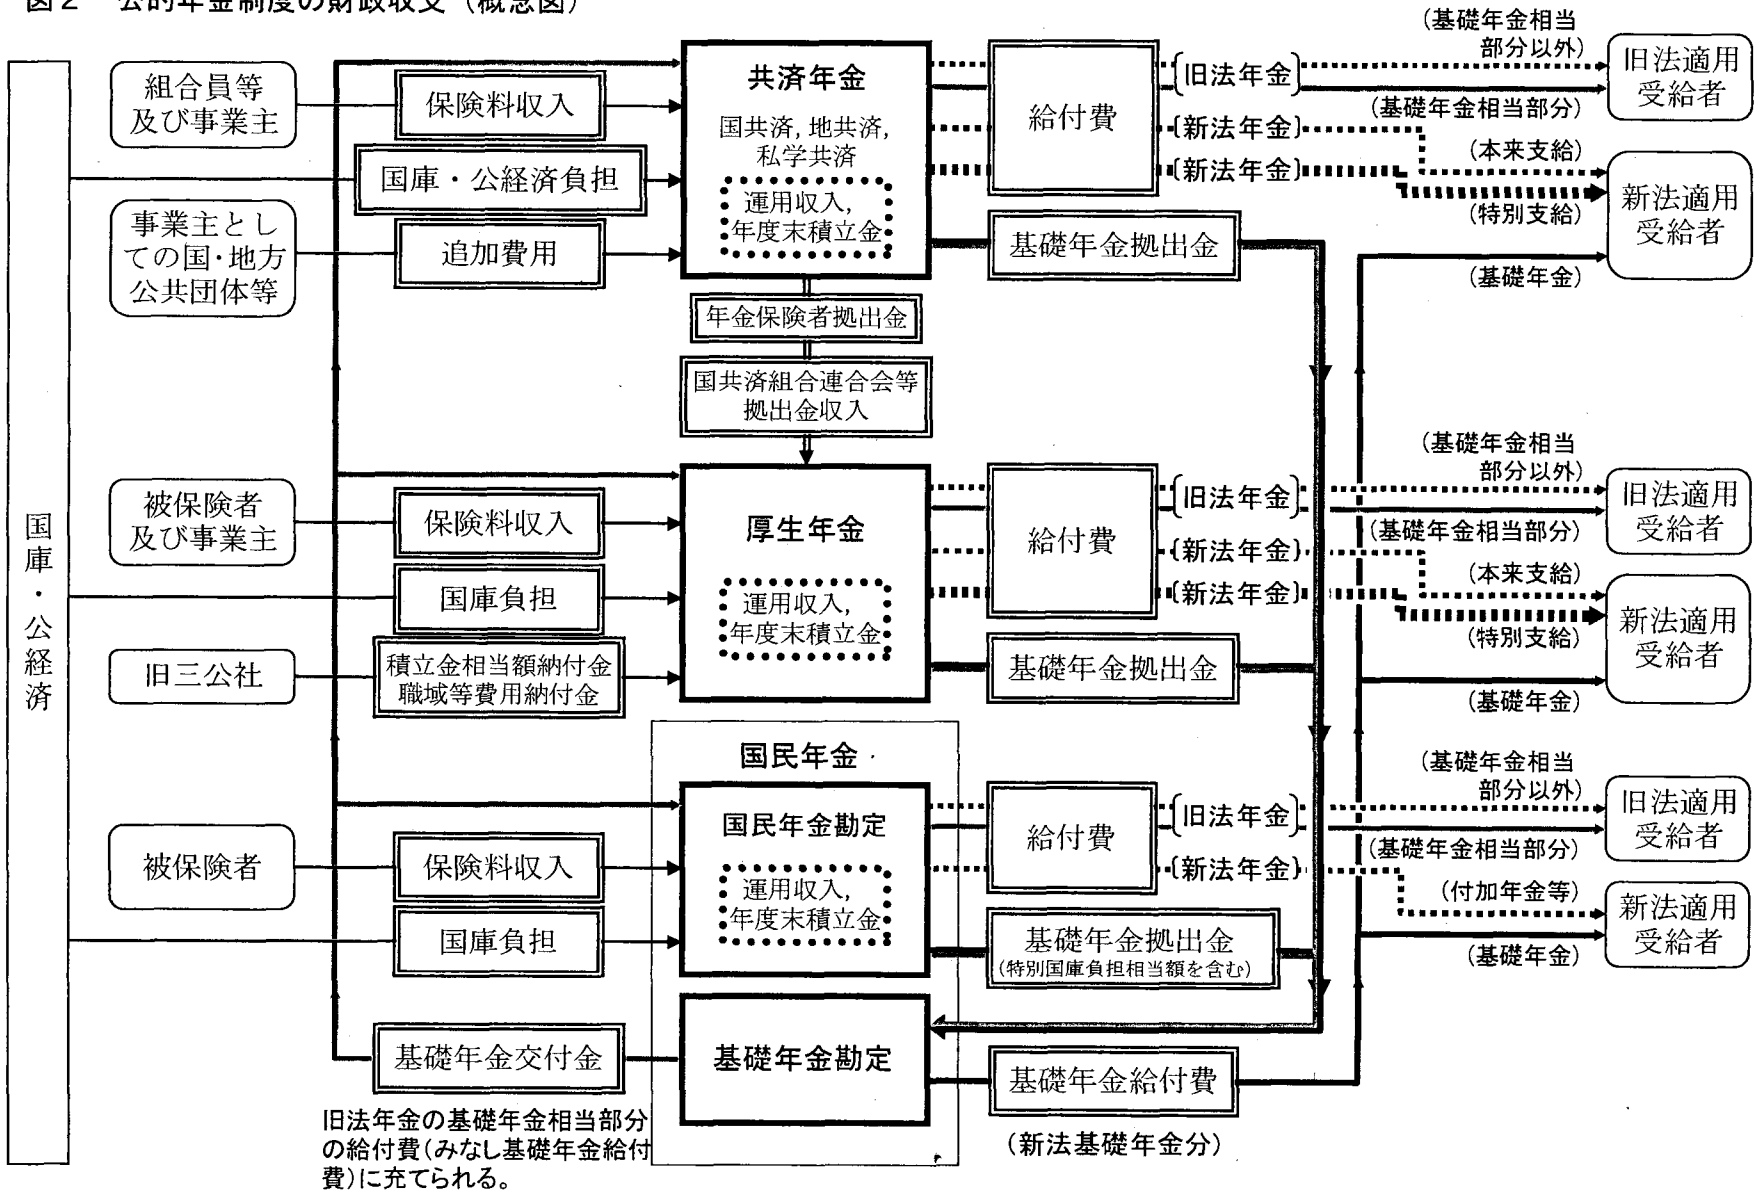 図2 公的年金制度の財政収支（概念図）
国庫・公経済
組合員等
及び事業主
保険料収入
国庫・公経済負担
事業主とし
ての国・地方
公共団体等
追加費用
共済年金
国共済，地共済，
私学共済
運用収入，
年度末積立金
給付費
〔旧法年金〕
〔新法年金〕
〔新法年金〕
基礎年金拠出金
（基礎年金相当
部分以外）
（基礎年金相当部分）
（本来支給）
（特別支給）
（基礎年金）
旧法適用
受給者
新法適用
受給者
年金保険者拠出金
国共済組合連合会等
拠出金収入
被保険者
及び事業主
保険料収入
国庫負担
旧三公社
積立金相当額納付金
職域等費用納付金
厚生年金
運用収入，
年度末積立金
給付費
〔旧法年金〕
〔新法年金〕
〔新法年金〕
基礎年金拠出金
（基礎年金相当
部分以外）
（基礎年金相当部分）
（本来支給）
（特別支給）
（基礎年金）
旧法適用
受給者
新法適用
受給者
国民年金
被保険者
保険料収入
国庫負担
国民年金勘定
運用収入，
年度末積立金
給付費
〔旧法年金〕
〔新法年金〕
基礎年金拠出金
（特別国庫負担相当額を含む）
（基礎年金相当
部分以外）
（基礎年金相当部分）
（付加年金等）
（基礎年金）
旧法適用
受給者
新法適用
受給者
基礎年金交付金
基礎年金勘定
基礎年金給付費
（新法基礎年金分）
旧法年金の基礎年金相当部分
の給付費（みなし基礎年金給付
費）に充てられる。